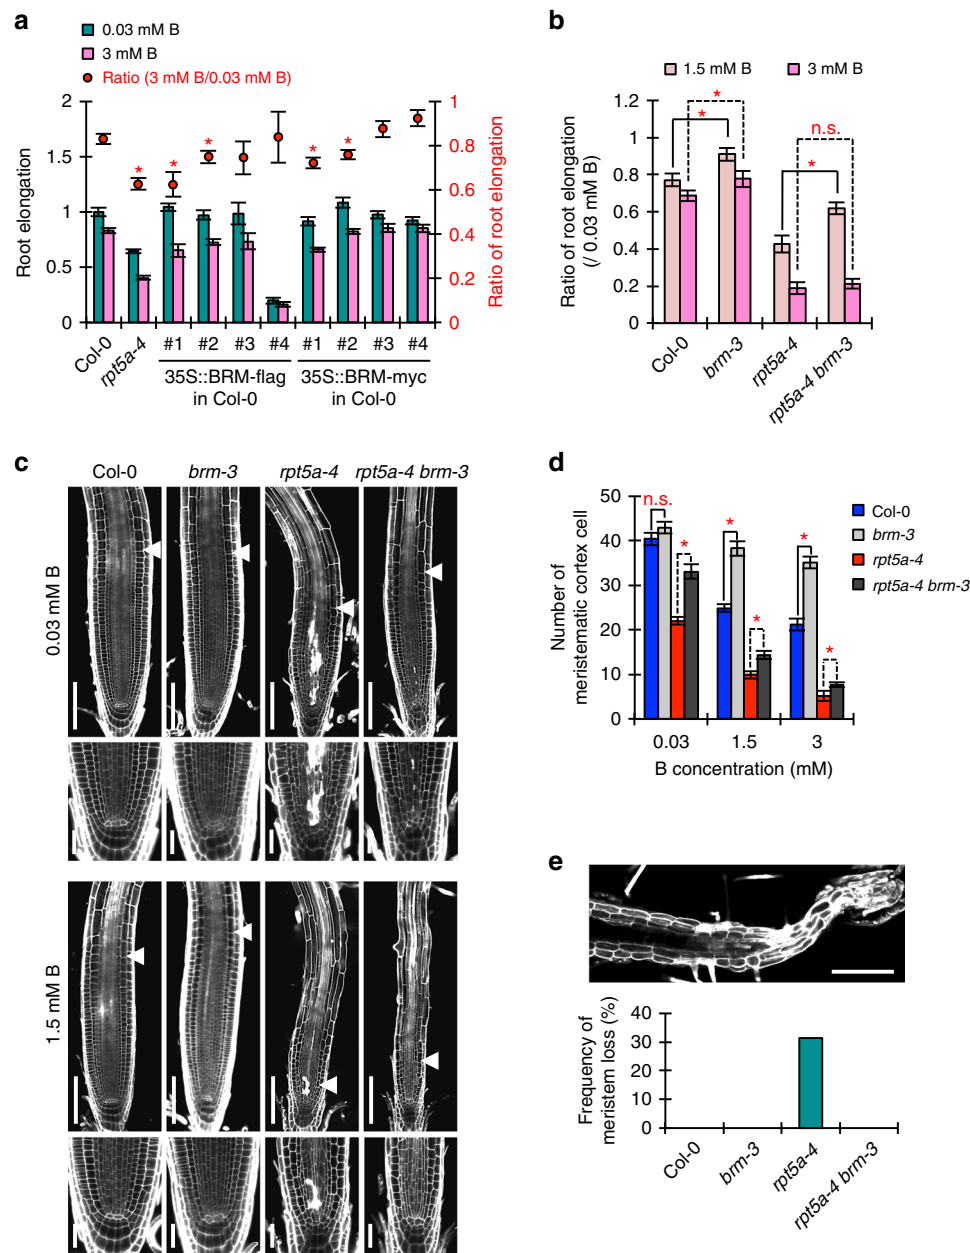 a
0.03 mM B
3 mM B
Ratio (3 mM B/0.03 mM B)
Root elongation
2
1.5
1
0.5
0
Ratio of root elongation
1
0.8
0.6
0.4
0.2
0
* * * * *
Col-0
rpt5a-4
#1 #2 #3 #4 #1 #2 #3 #4
35S::BRM-flag
in Col-0
35S::BRM-myc
in Col-0
b
1.5 mM B
3 mM B
Ratio of root elongation
(/ 0.03 mM B)
1.2
1
0.8
0.6
0.4
0.2
0
*
*
n.s.
*
Col-0
brm-3
rpt5a-4
rpt5a-4 brm-3
c
Col-0 brm-3 rpt5a-4 rpt5a-4 brm-3
0.03 mM B
1.5 mM B
d
Number of
meristematic cortex cell
50
40
30
20
10
0
n.s.
*
*
*
*
*
Col-0
brm-3
rpt5a-4
rpt5a-4 brm-3
0.03 1.5 3
B concentration (mM)
e
Frequency of
meristem loss (%)
40
30
20
10
0
Col-0
brm-3
rpt5a-4
rpt5a-4 brm-3